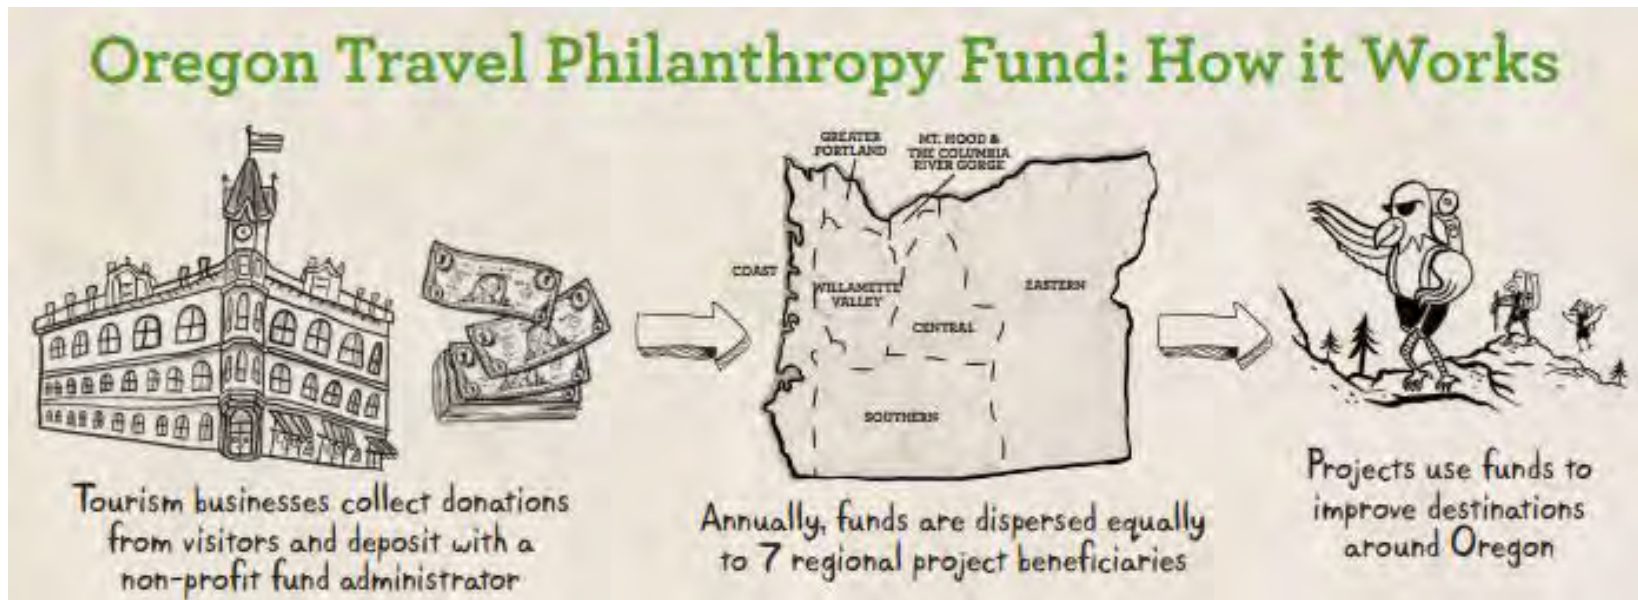 Oregon Travel Philanthropy Fund: How it Works
GREATER
PORTLAND
MT. HOOD &
THE COLUMBIA
RIVER GORGE
COAST
WILLAMETTE
VALLEY
EASTERN
CENTRAL
SOUTHERN
Tourism businesses collect donations
from visitors and deposit with a
non-profit fund administrator
Annually, funds are dispersed equally
to 7 regional project beneficiaries
Projects use funds to
improve destinations
around Oregon